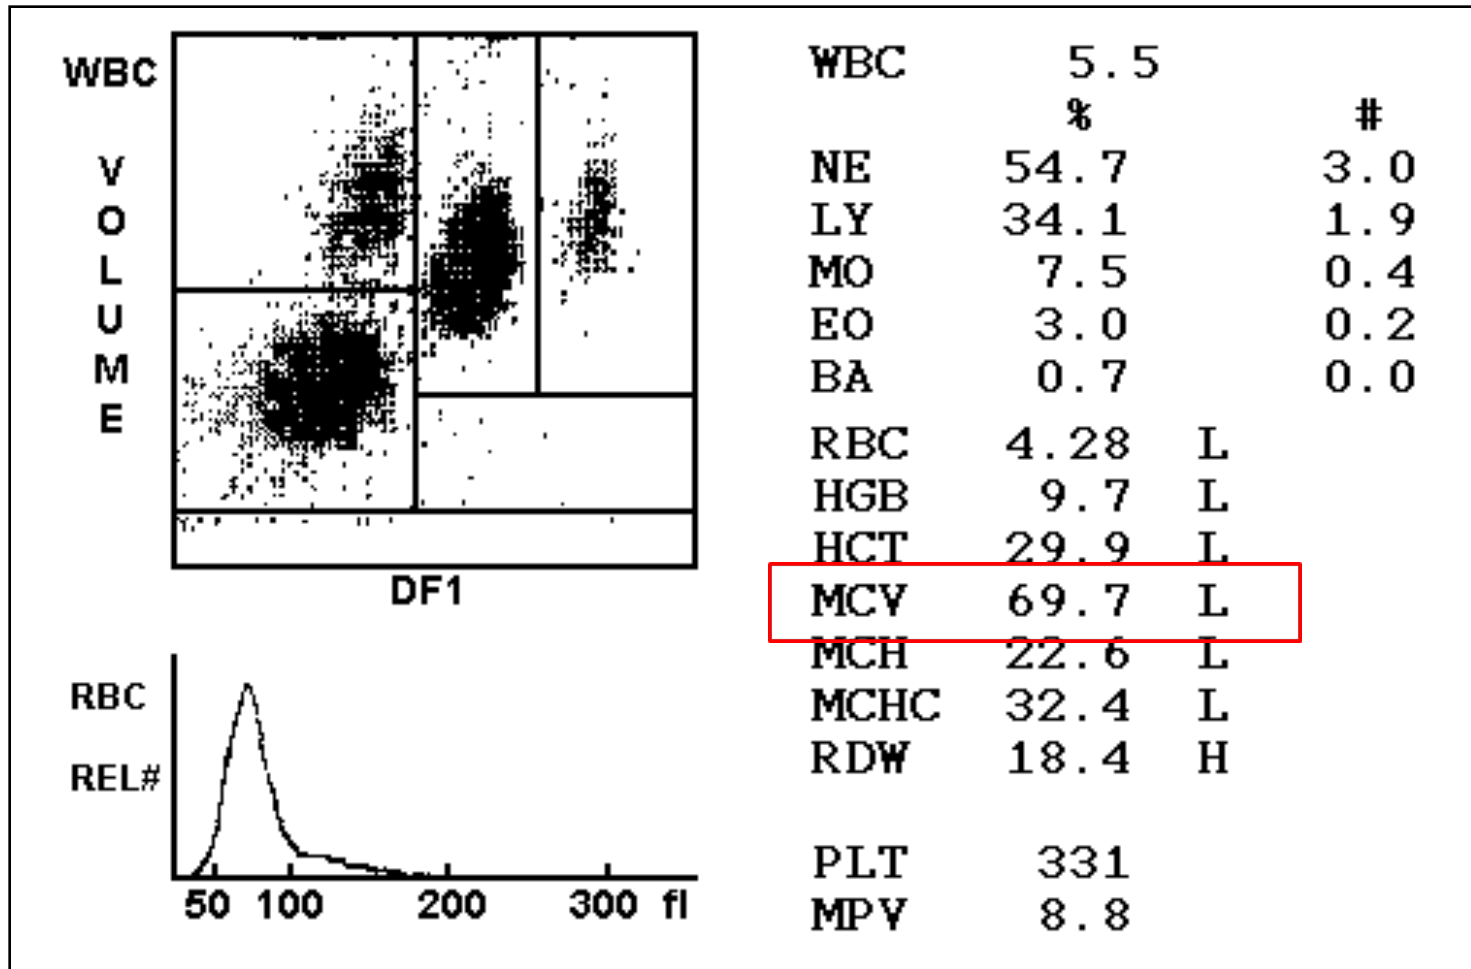 WBC
VOLUME
DF1
RBC
REL#
50 100 200 300 fl
WBC 5.5
% #
NE 54.7 3.0
LY 34.1 1.9
MO 7.5 0.4
EO 3.0 0.2
BA 0.7 0.0
RBC 4.28 L
HGB 9.7 L
HCT 29.9 L
MCV 69.7 L
MCH 22.6 L
MCHC 32.4 L
RDW 18.4 H
PLT 331
MPV 8.8